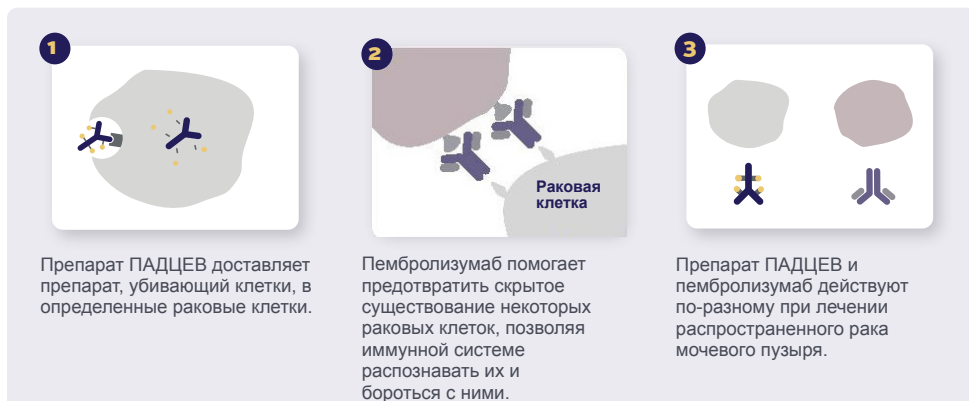 1
Препарат ПАДЦЕВ доставляет
препарат, убивающий клетки, в
определенные раковые клетки.
2
Раковая
клетка
Пембролизумаб помогает
предотвратить скрытое
существование некоторых
раковых клеток, позволяя
иммунной системе
распознавать их и
бороться с ними.
3
Препарат ПАДЦЕВ и
пембролизумаб действуют
по-разному при лечении
распространенного рака
мочевого пузыря.